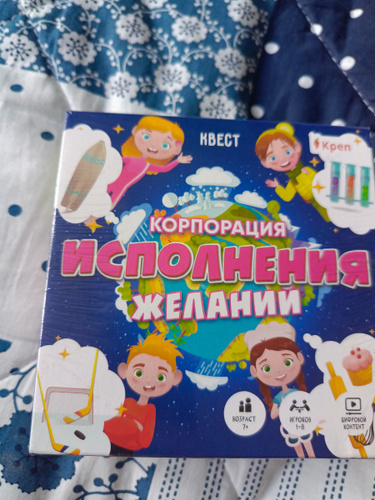 КВЕСТ
Креп
КОРПОРАЦИЯ
ИСПОЛНЕНИЯ
ЖЕЛАНИЙ
ВОЗРАСТ
7+
ИГРОКОВ
1-8
ЦИФРОВОЙ
КОНТЕНТ